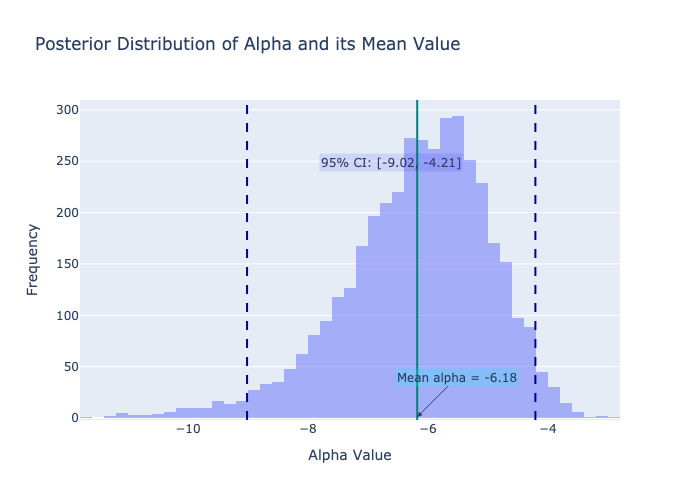 Posterior Distribution of Alpha and its Mean Value
300
250
200
150
100
50
0
Frequency
95% CI: [-9.02, -4.21]
Mean alpha = -6.18
−10
−8
−6
−4
Alpha Value